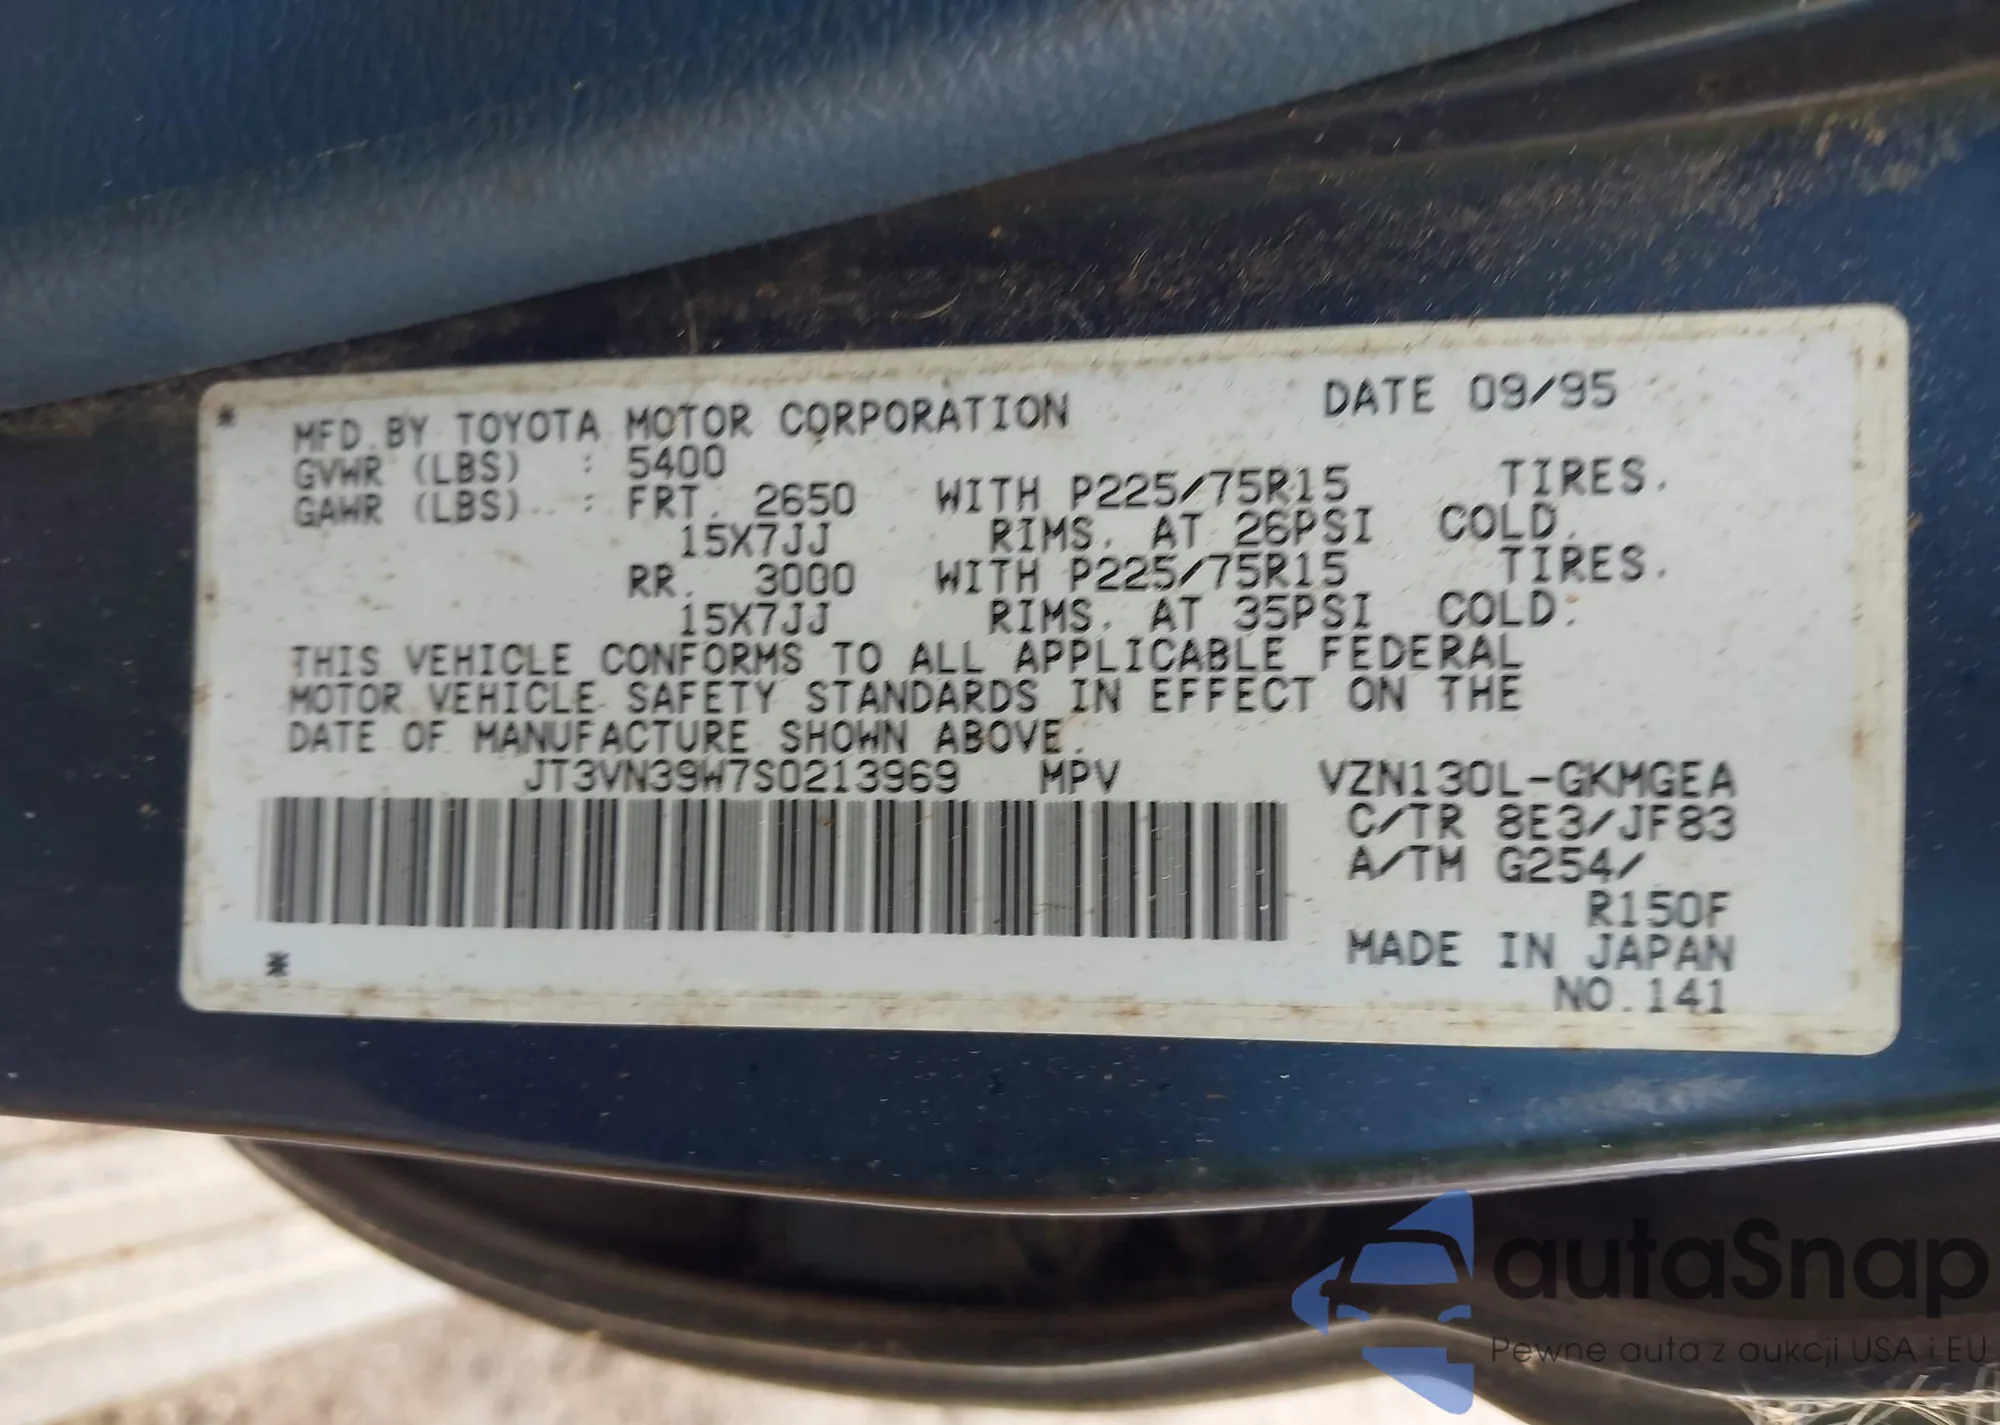 * MFD. BY TOYOTA MOTOR CORPORATION DATE 09/95
GVWR (LBS) : 5400
GAWR (LBS) : FRT. 2650 WITH P225/75R15 TIRES.
15X7JJ RIMS. AT 26PSI COLD.
RR. 3000 WITH P225/75R15 TIRES.
15X7JJ RIMS. AT 35PSI COLD.
THIS VEHICLE CONFORMS TO ALL APPLICABLE FEDERAL
MOTOR VEHICLE SAFETY STANDARDS IN EFFECT ON THE
DATE OF MANUFACTURE SHOWN ABOVE.
JT3VN39W7S0213969 MPV VZN130L-GKMGEA
C/TR 8E3/JF83
A/TM G254/
R150F
* MADE IN JAPAN
NO.141
autaSnap
Pewne auta z aukcji USA i EU